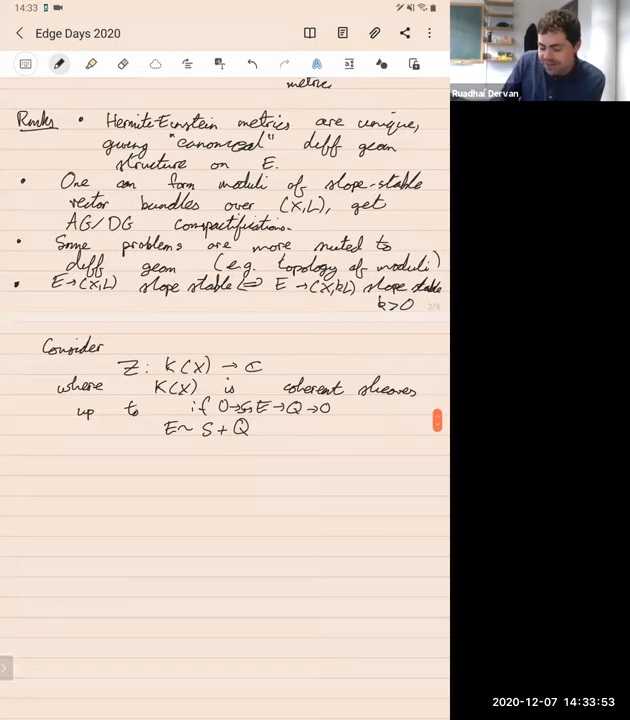 14:33
Edge Days 2020
Ruadhaí Dervan
metric
Rmks • Hermite Einstein metrics are unique,
giving "canonical" diff geom
structure on E.
• One can form moduli of slope-stable
vector bundles over (X,L), get
AG/DG compactifications.
• Some problems are more suited to
diff geom (e.g. topology of moduli)
• E→(X,L) slope stable ⟺ E→(X,kL) slope stable
k>0
2/3
Consider
Z: K(X) → ℂ
where K(X) is coherent sheaves
up to if 0→S→E→Q→0
E ~ S + Q
2020-12-07 14:33:53